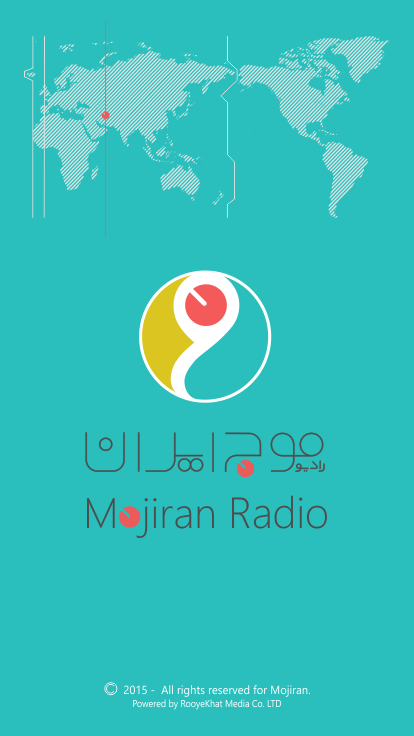 موج ایران
رادیو
Mojiran Radio
© 2015 - All rights reserved for Mojiran.
Powered by RooyeKhat Media Co. LTD